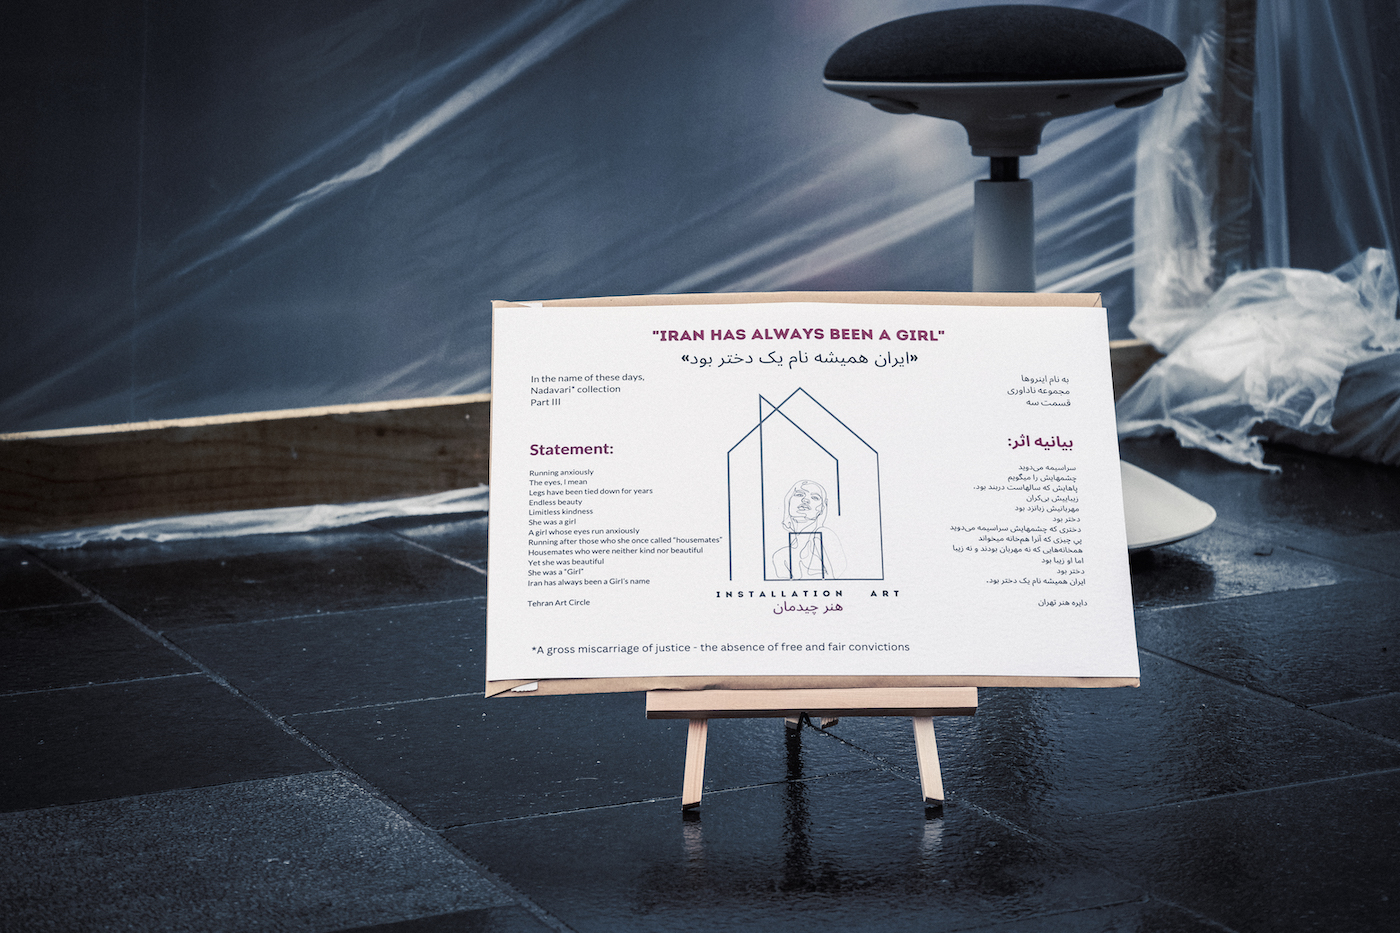 "IRAN HAS ALWAYS BEEN A GIRL"
«ایران همیشه نام یک دختر بود»
In the name of these days,
Nadavari* collection
Part III
Statement:
Running anxiously
The eyes, I mean
Legs have been tied down for years
Endless beauty
Limitless kindness
She was a girl
A girl whose eyes run anxiously
Running after those who she once called "housemates"
Housemates who were neither kind nor beautiful
Yet she was beautiful
She was a "Girl"
Iran has always been a Girl's name
Tehran Art Circle
INSTALLATION ART
هنر چیدمان
به نام اینروها
مجموعه ناداوری
قسمت سه
بیانیه اثر:
سراسیمه می‌دوید
چشمهایش را میگویم
پاهایش که سالهاست دربند بود،
زیباییش بی‌کران
مهربانیش زبانزد بود
دختر بود
دختری که چشمهایش سراسیمه می‌دوید
پی چیزی که آنرا هم‌خانه میخواند
همخانه‌هایی که نه مهربان بودند و نه زیبا
اما او زیبا بود
دختر بود
ایران همیشه نام یک دختر بود.
دایره هنر تهران
*A gross miscarriage of justice - the absence of free and fair convictions